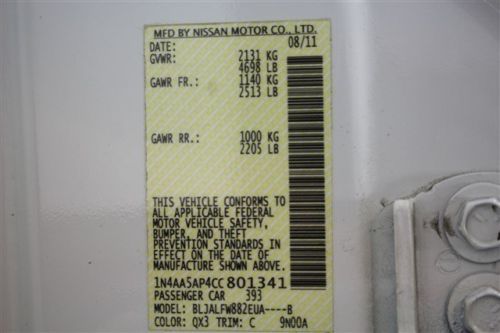 MFD BY NISSAN MOTOR CO., LTD.
DATE: 08/11
GVWR: 2131 KG
4698 LB
GAWR FR.: 1140 KG
2513 LB
GAWR RR.: 1000 KG
2205 LB
THIS VEHICLE CONFORMS TO
ALL APPLICABLE FEDERAL
MOTOR VEHICLE SAFETY,
BUMPER, AND THEFT
PREVENTION STANDARDS IN
EFFECT ON THE DATE OF
MANUFACTURE SHOWN ABOVE.
1N4AA5AP4CC801341
PASSENGER CAR 393
MODEL: BLJALFW882EUA----B
COLOR: QX3 TRIM: C 9N00A